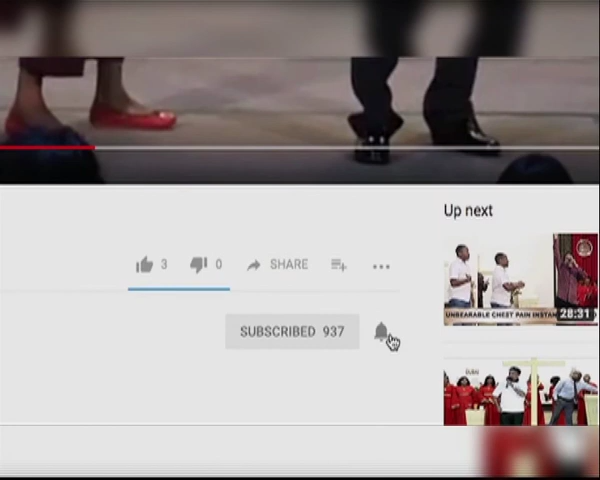 Up next
3 0 SHARE
UNBEARABLE CHEST PAIN INSTAN
28:31
SUBSCRIBED 937